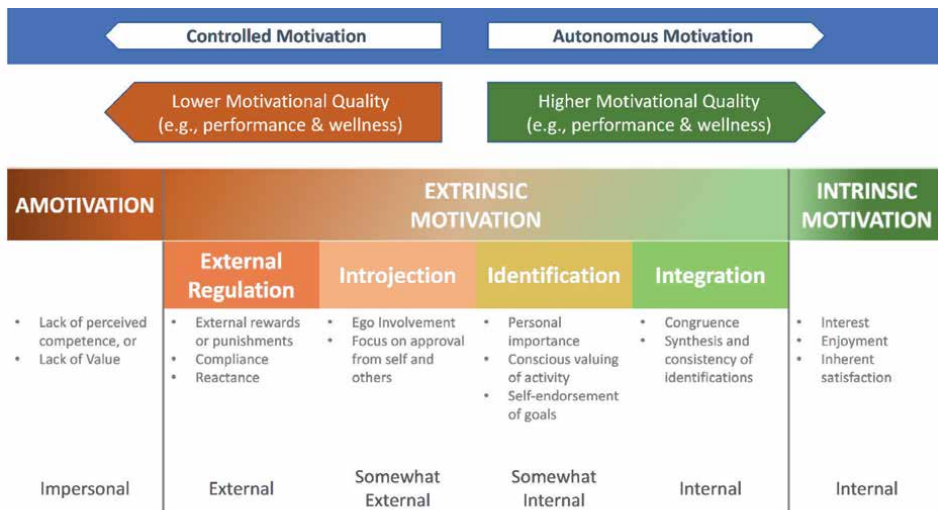 Controlled Motivation
Autonomous Motivation
Lower Motivational Quality
(e.g., performance & wellness)
Higher Motivational Quality
(e.g., performance & wellness)
AMOTIVATION
EXTRINSIC
MOTIVATION
INTRINSIC
MOTIVATION
External
Regulation
Introjection
Identification
Integration
• Lack of perceived
competence, or
• Lack of Value
• External rewards
or punishments
• Compliance
• Reactance
• Ego Involvement
• Focus on approval
from self and
others
• Personal
importance
• Conscious valuing
of activity
• Self-endorsement
of goals
• Congruence
• Synthesis and
consistency of
identifications
• Interest
• Enjoyment
• Inherent
satisfaction
Impersonal
External
Somewhat
External
Somewhat
Internal
Internal
Internal